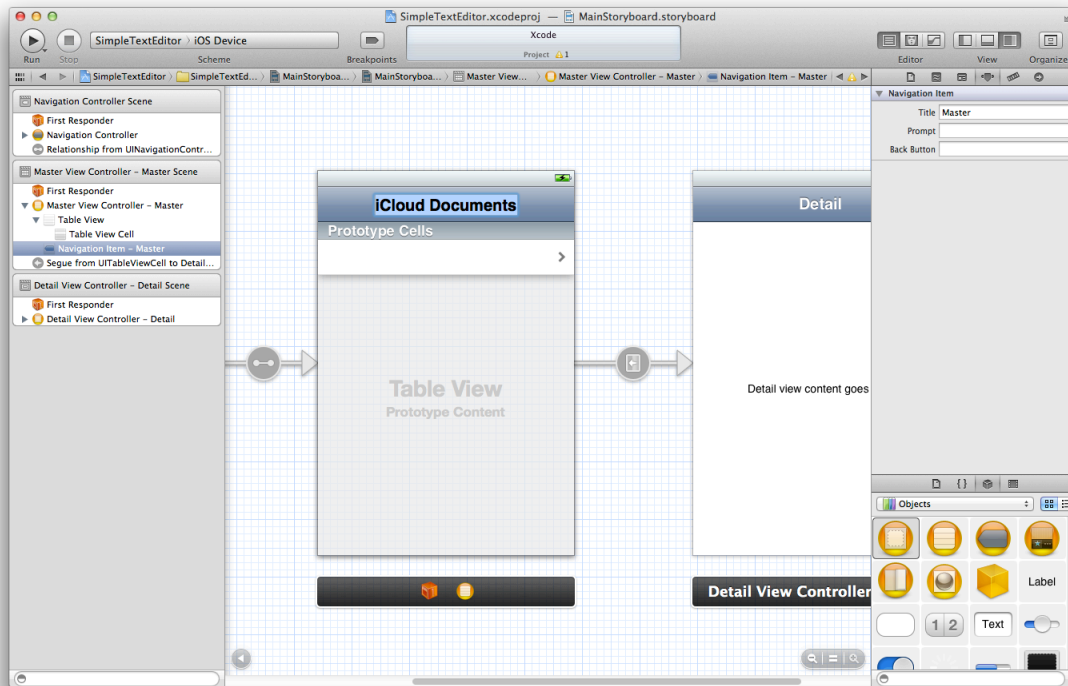 SimpleTextEditor.xcodeproj — MainStoryboard.storyboard
SimpleTextEditor › iOS Device
Xcode
Project 1
Run
Stop
Scheme
Breakpoints
Editor
View
Organize
SimpleTextEditor
SimpleTextEd...
MainStoryboa...
MainStoryboa...
Master View...
Master View Controller – Master
Navigation Item – Master
Navigation Controller Scene
First Responder
Navigation Controller
Relationship from UINavigationContr...
Master View Controller – Master Scene
First Responder
Master View Controller – Master
Table View
Table View Cell
Navigation Item – Master
Segue from UITableViewCell to Detail...
Detail View Controller – Detail Scene
First Responder
Detail View Controller – Detail
iCloud Documents
Prototype Cells
Table View
Prototype Content
Detail
Detail view content goes
Detail View Controller
Navigation Item
Title Master
Prompt
Back Button
{}
Objects
Label
1 2
Text